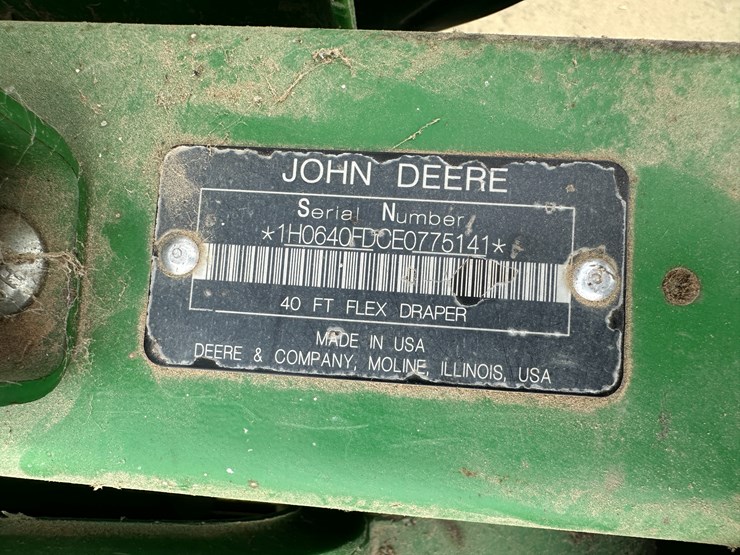 JOHN DEERE
Serial Number
*1H0640FDCE0775141*
40 FT FLEX DRAPER
MADE IN USA
DEERE & COMPANY, MOLINE, ILLINOIS, USA